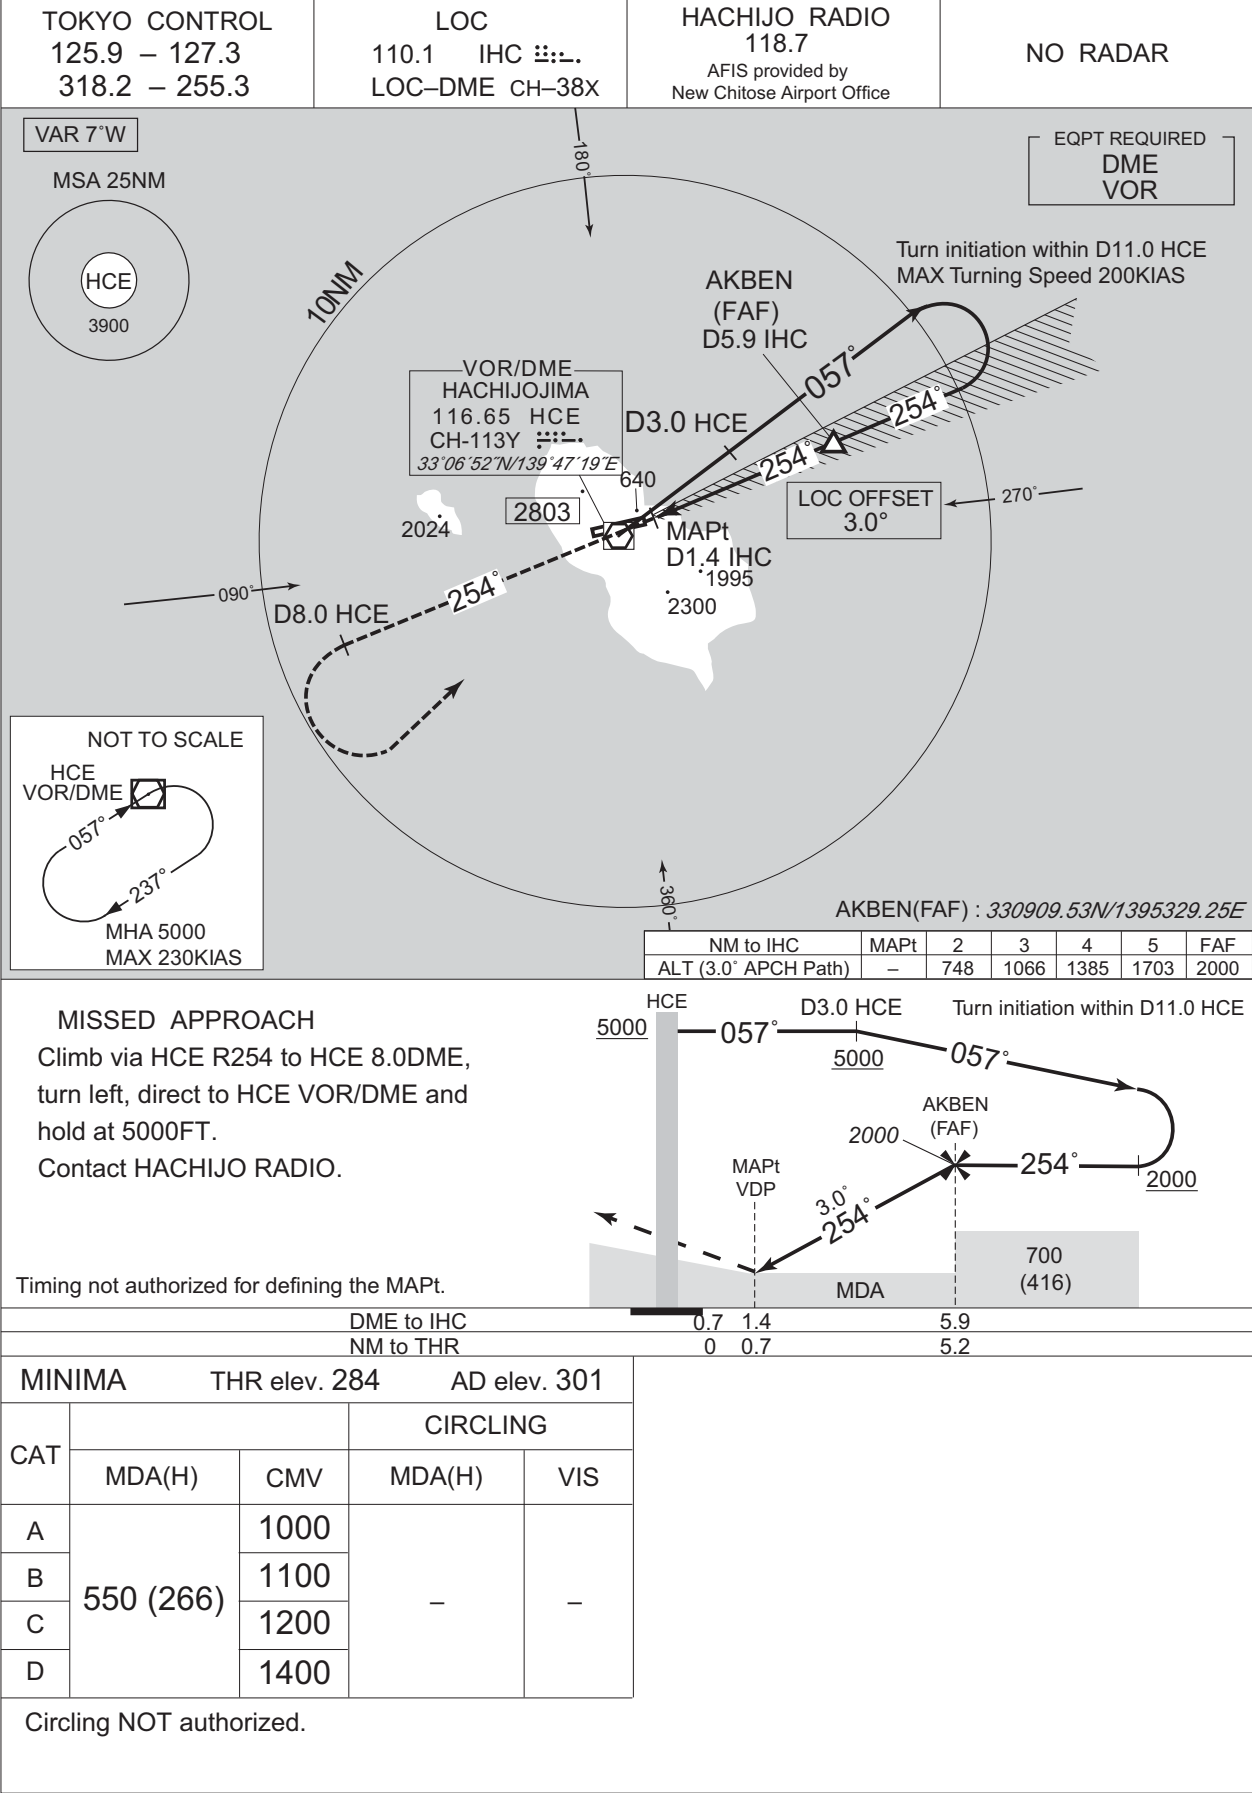 TOKYO CONTROL
125.9 – 127.3
318.2 – 255.3
LOC
110.1 IHC
LOC–DME CH–38X
HACHIJO RADIO
118.7
AFIS provided by
New Chitose Airport Office
NO RADAR
VAR 7°W
MSA 25NM
HCE
3900
EQPT REQUIRED
DME
VOR
180°
10NM
Turn initiation within D11.0 HCE
MAX Turning Speed 200KIAS
AKBEN
(FAF)
D5.9 IHC
057°
254°
254°
VOR/DME
HACHIJOJIMA
116.65 HCE
CH-113Y
33°06´52˝N/139°47´19˝E
D3.0 HCE
640
2803
2024
LOC OFFSET
3.0°
270°
MAPt
D1.4 IHC
1995
2300
090°
254°
D8.0 HCE
360°
NOT TO SCALE
HCE
VOR/DME
057°
237°
MHA 5000
MAX 230KIAS
AKBEN(FAF) : 330909.53N/1395329.25E
NM to IHC MAPt 2 3 4 5 FAF
ALT (3.0° APCH Path) – 748 1066 1385 1703 2000
MISSED APPROACH
Climb via HCE R254 to HCE 8.0DME,
turn left, direct to HCE VOR/DME and
hold at 5000FT.
Contact HACHIJO RADIO.
Timing not authorized for defining the MAPt.
HCE
5000
057°
D3.0 HCE
5000
Turn initiation within D11.0 HCE
057°
AKBEN
(FAF)
2000
254°
2000
MAPt
VDP
3.0°
254°
MDA
700
(416)
DME to IHC 0.7 1.4 5.9
NM to THR 0 0.7 5.2
MINIMA THR elev. 284 AD elev. 301
CAT
CIRCLING
MDA(H) CMV MDA(H) VIS
A 1000
B 1100
550 (266) – –
C 1200
D 1400
Circling NOT authorized.